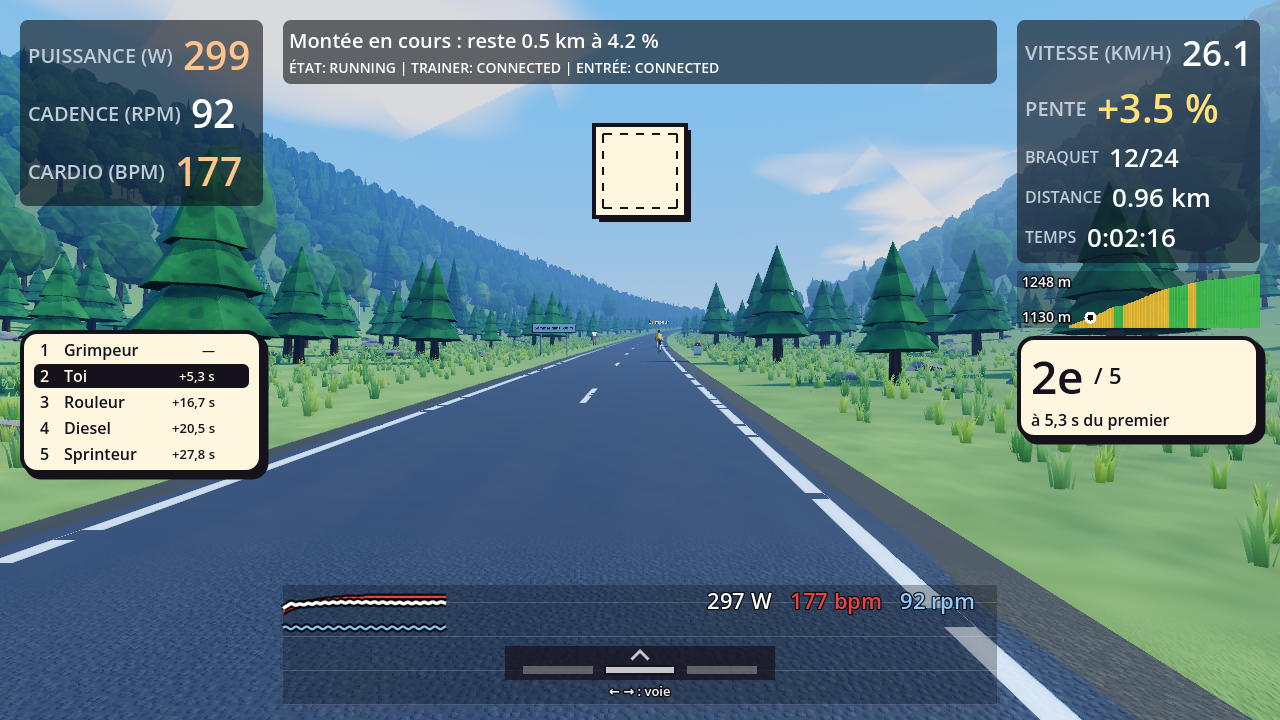 PUISSANCE (W) 299
CADENCE (RPM) 92
CARDIO (BPM) 177
Montée en cours : reste 0.5 km à 4.2 %
ÉTAT: RUNNING | TRAINER: CONNECTED | ENTRÉE: CONNECTED
VITESSE (KM/H) 26.1
PENTE +3.5 %
BRAQUET 12/24
DISTANCE 0.96 km
TEMPS 0:02:16
1248 m
1130 m
Grimpeur
1 Grimpeur —
2 Toi +5,3 s
3 Rouleur +16,7 s
4 Diesel +20,5 s
5 Sprinteur +27,8 s
2e / 5
à 5,3 s du premier
297 W 177 bpm 92 rpm
← → : voie